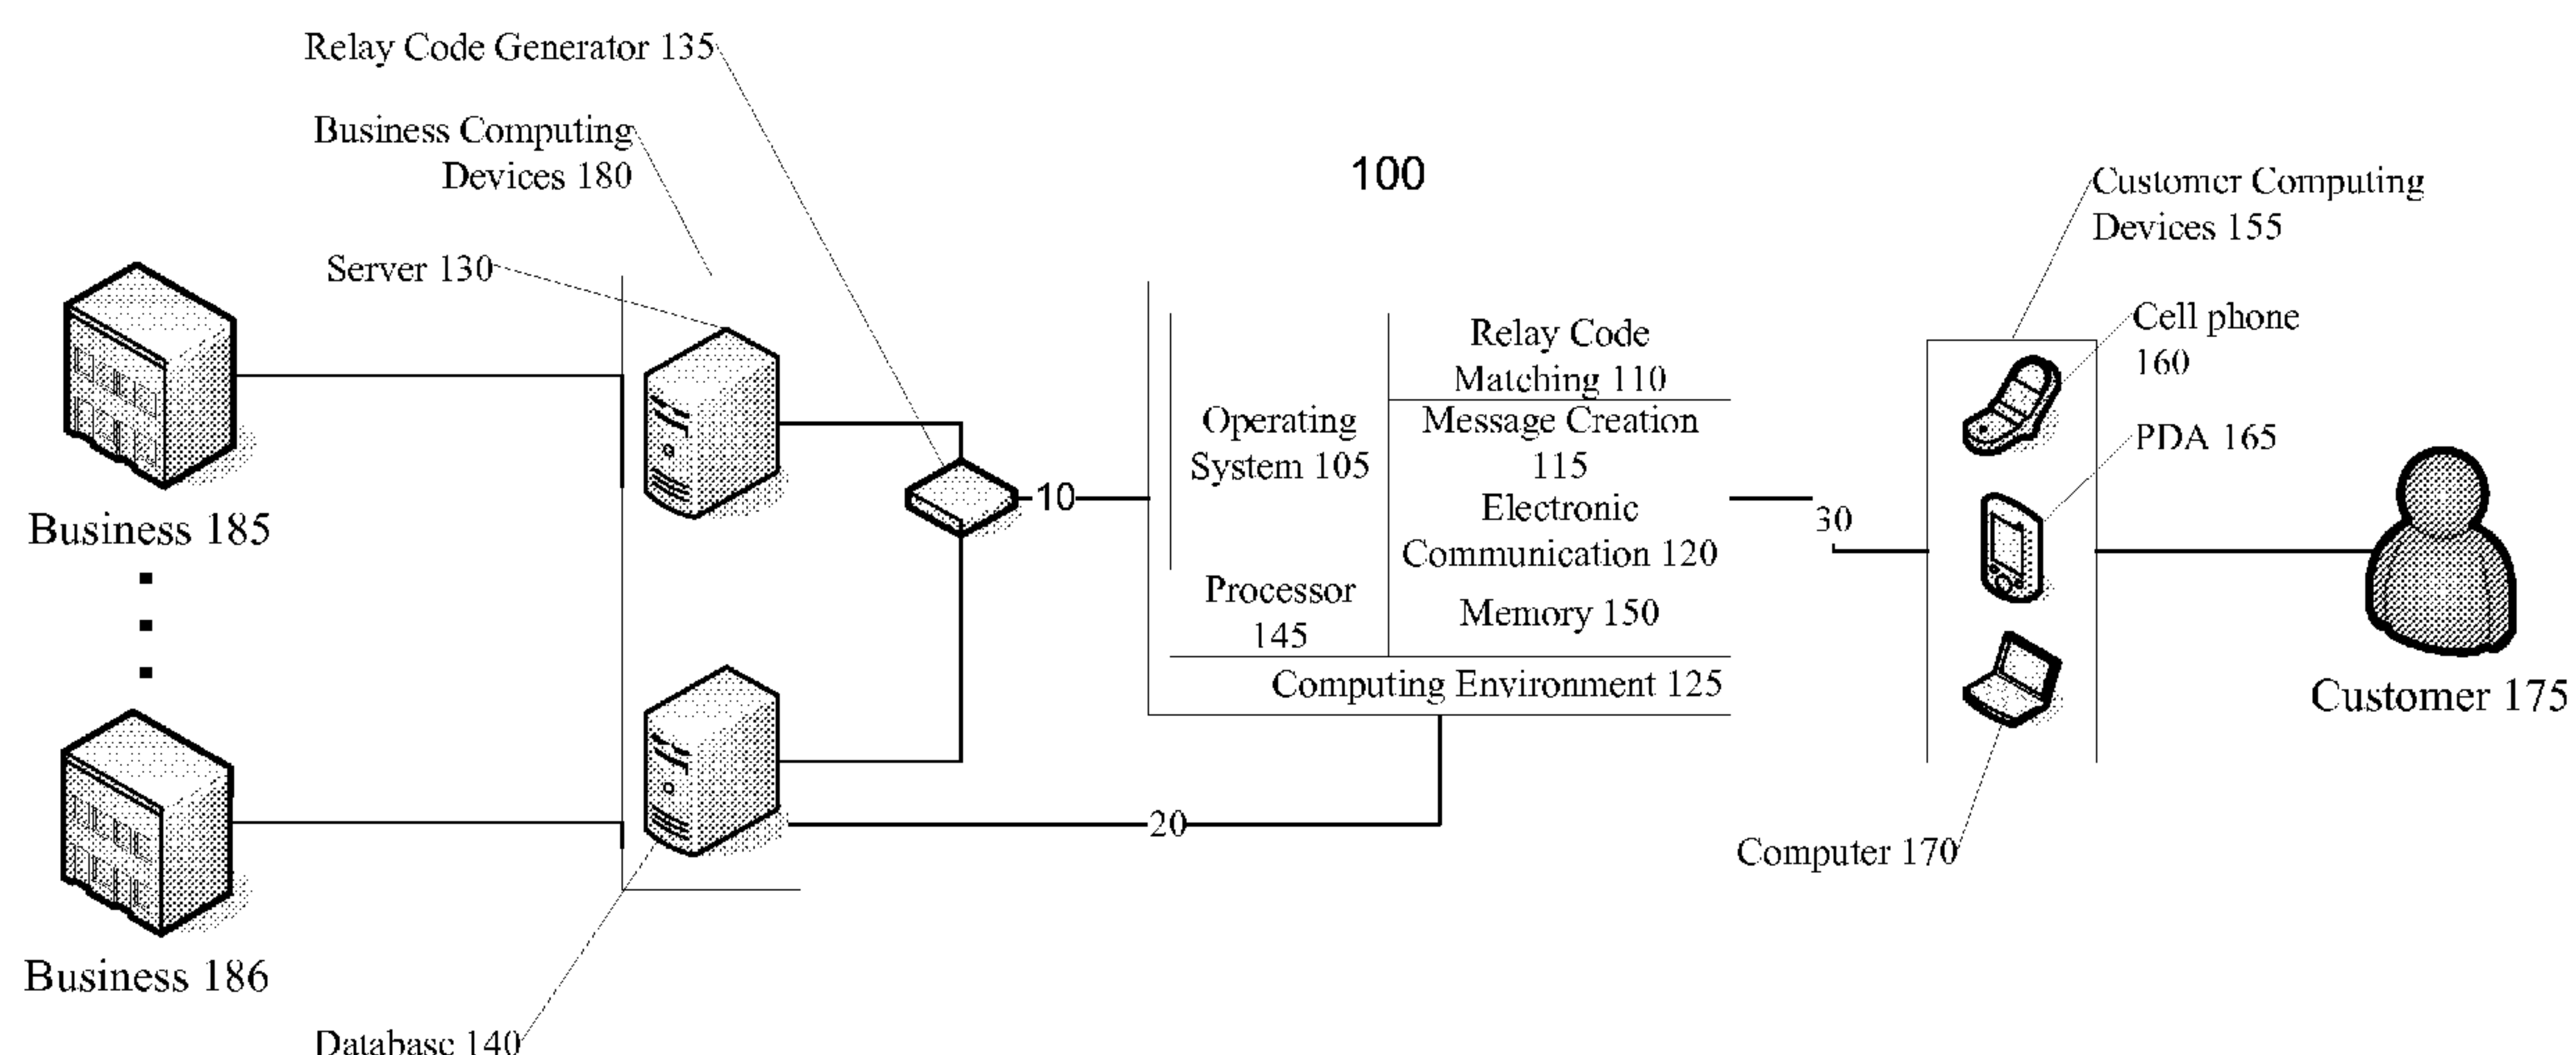 Relay Code Generator 135
Business Computing
Devices 180
100
Customer Computing
Devices 155
Server 130
Cell phone
160
Relay Code
Matching 110
Operating
System 105
Message Creation
115
PDA 165
10
Electronic
Communication 120
30
Business 185
Processor
145
Memory 150
Computing Environment 125
Customer 175
20
Computer 170
Business 186
Database 140